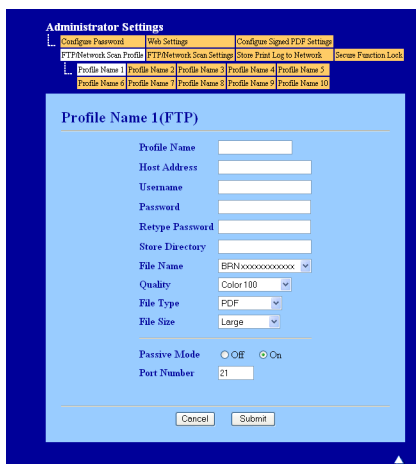 Administrator Settings
Configure Password Web Settings Configure Signed PDF Settings
FTP/Network Scan Profile FTP/Network Scan Settings Store Print Log to Network Secure Function Lock
Profile Name 1 Profile Name 2 Profile Name 3 Profile Name 4 Profile Name 5
Profile Name 6 Profile Name 7 Profile Name 8 Profile Name 9 Profile Name 10
Profile Name 1(FTP)
Profile Name
Host Address
Username
Password
Retype Password
Store Directory
File Name BRNxxxxxxxxxxxx
Quality Color 100
File Type PDF
File Size Large
Passive Mode Off On
Port Number 21
Cancel Submit